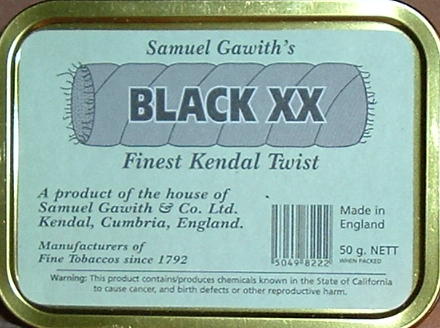 Samuel Gawith's
BLACK XX
Finest Kendal Twist
A product of the house of
Samuel Gawith & Co. Ltd.
Kendal, Cumbria, England.
Manufacturers of
Fine Tobaccos since 1792
5049 8222
Made in
England
50 g. NETT
WHEN PACKED
Warning: This product contains/produces chemicals known in the State of California
to cause cancer, and birth defects or other reproductive harm.